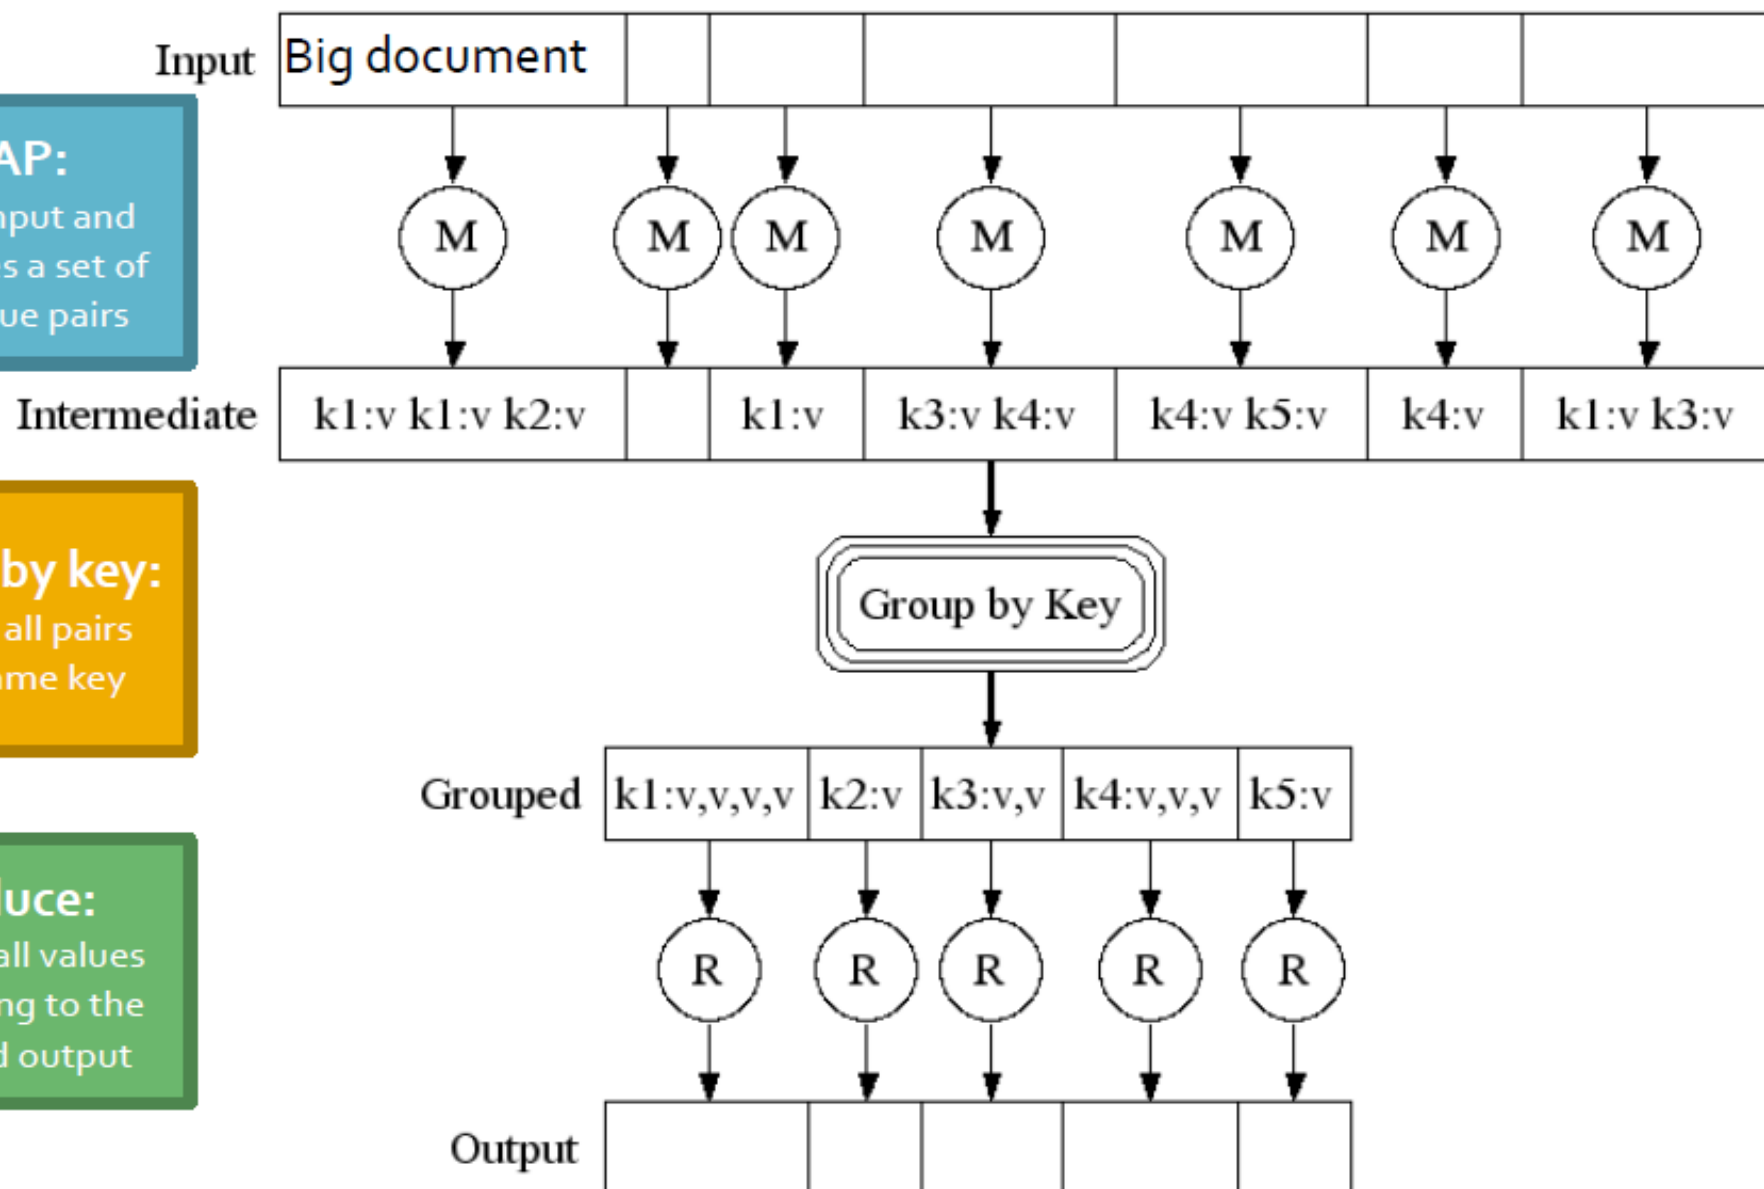 Input Big document
AP:
nput and
s a set of
ue pairs
M M M M M M M
Intermediate k1:v k1:v k2:v k1:v k3:v k4:v k4:v k5:v k4:v k1:v k3:v
by key:
all pairs
me key
Group by Key
Grouped k1:v,v,v,v k2:v k3:v,v k4:v,v,v k5:v
luce:
all values
ng to the
d output
R R R R R
Output